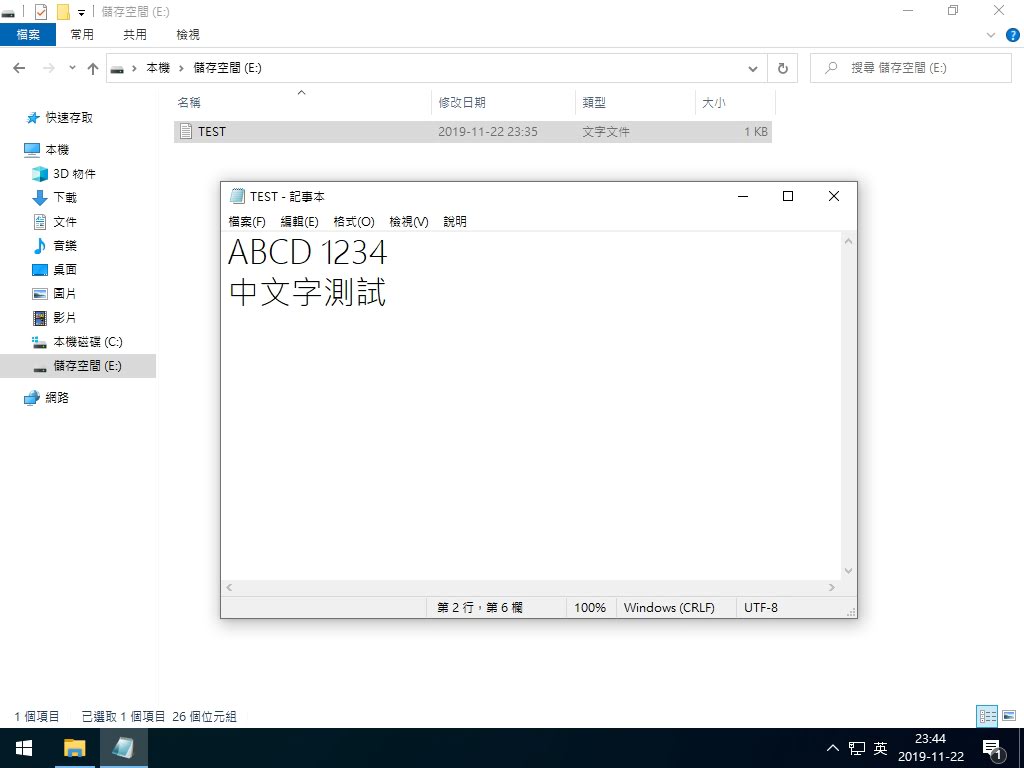 儲存空間 (E:)
檔案 常用 共用 檢視
本機 儲存空間 (E:) 搜尋 儲存空間 (E:)
名稱 修改日期 類型 大小
TEST 2019-11-22 23:35 文字文件 1 KB
快速存取
本機
3D 物件
下載
文件
音樂
桌面
圖片
影片
本機磁碟 (C:)
儲存空間 (E:)
網路
TEST - 記事本
檔案(F) 編輯(E) 格式(O) 檢視(V) 說明
ABCD 1234
中文字測試
第 2 行，第 6 欄 100% Windows (CRLF) UTF-8
1 個項目 已選取 1 個項目 26 個位元組
英 23:44
2019-11-22
1